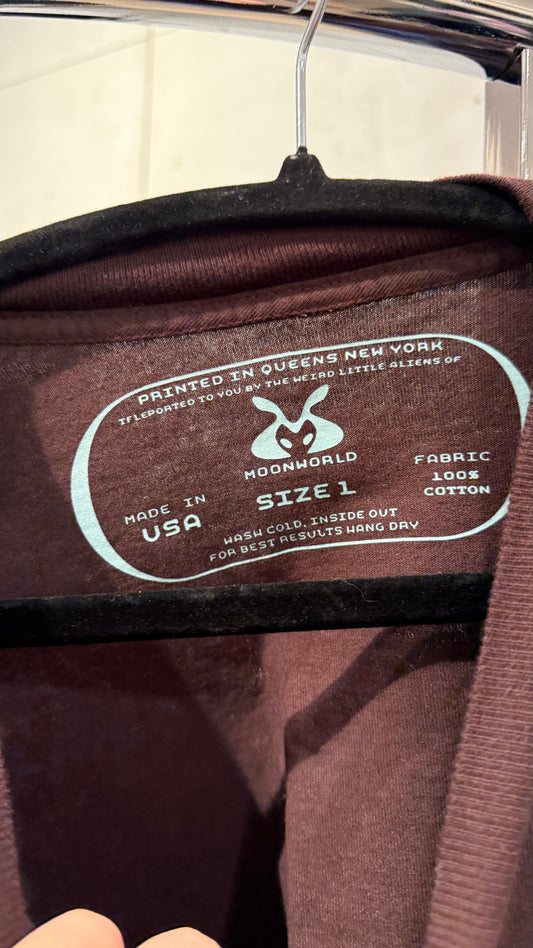 PRINTED IN QUEENS NEW YORK
TELEPORTED TO YOU BY THE WEIRD LITTLE ALIENS OF
MOONWORLD
MADE IN
USA
SIZE 1
FABRIC
100%
COTTON
WASH COLD, INSIDE OUT
FOR BEST RESULTS HANG DRY